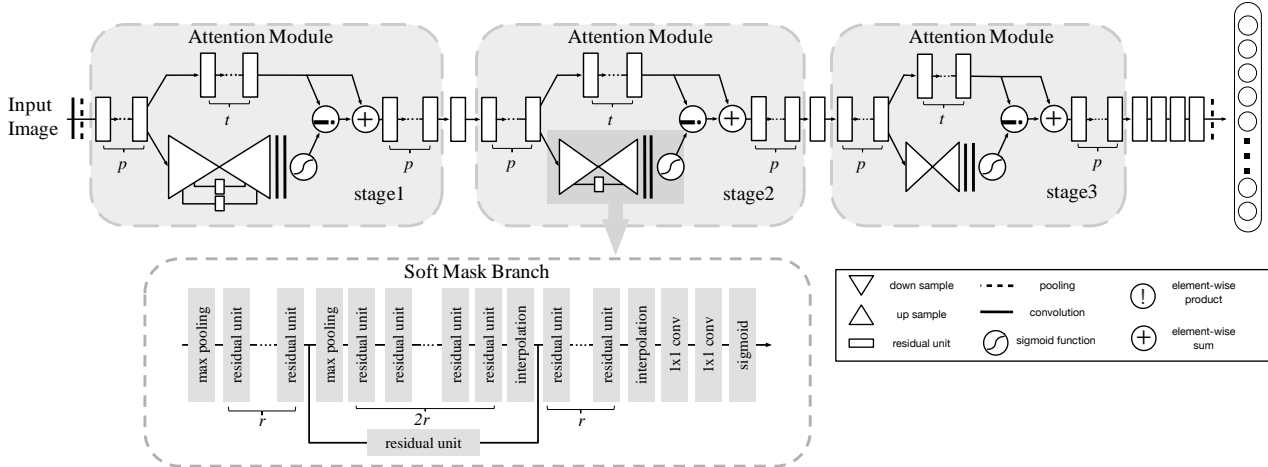 Attention Module
Attention Module
Attention Module
Input
Image
t
t
t
p
p
p
p
p
p
stage1
stage2
stage3
Soft Mask Branch
max pooling
residual unit
residual unit
max pooling
residual unit
residual unit
residual unit
residual unit
interpolation
residual unit
residual unit
interpolation
1x1 conv
1x1 conv
sigmoid
r
2r
r
residual unit
down sample
pooling
element-wise
product
up sample
convolution
residual unit
sigmoid function
element-wise
sum